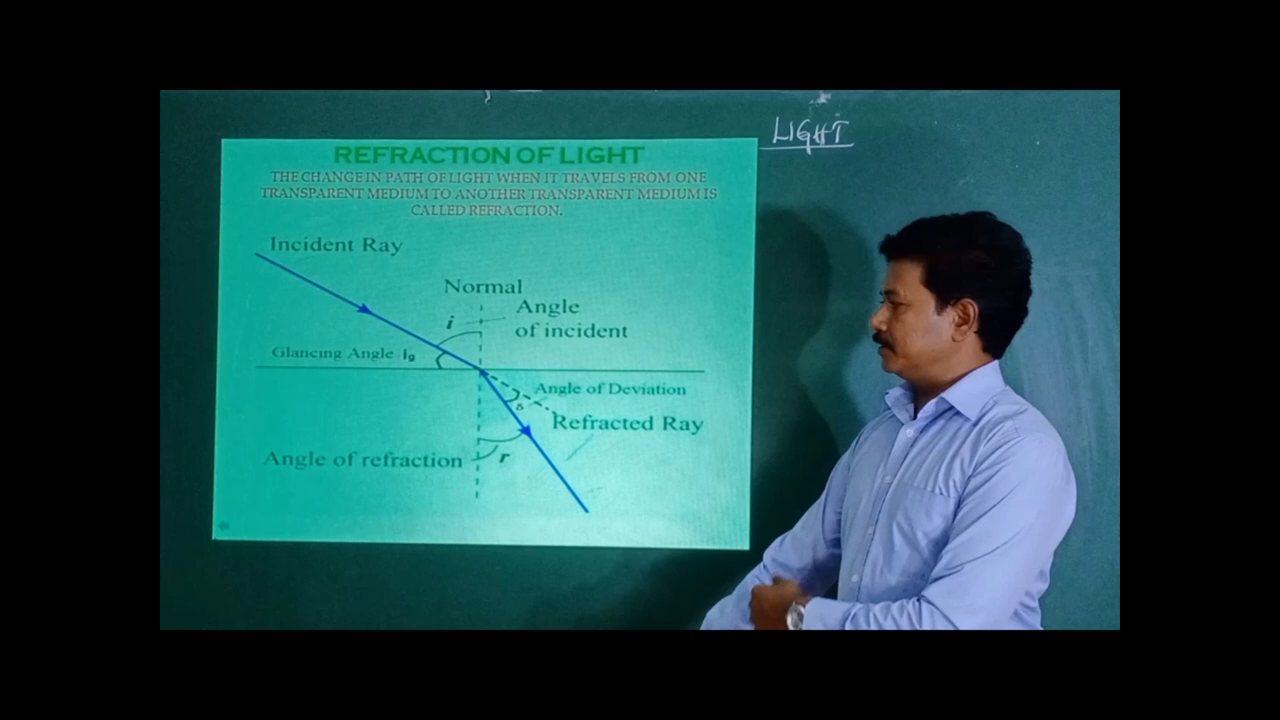 LIGHT
REFRACTION OF LIGHT
THE CHANGE IN PATH OF LIGHT WHEN IT TRAVELS FROM ONE
TRANSPARENT MEDIUM TO ANOTHER TRANSPARENT MEDIUM IS
CALLED REFRACTION.
Incident Ray
Normal
Angle
of incident
i
Glancing Angle ig
Angle of Deviation
δ
Refracted Ray
Angle of refraction
r